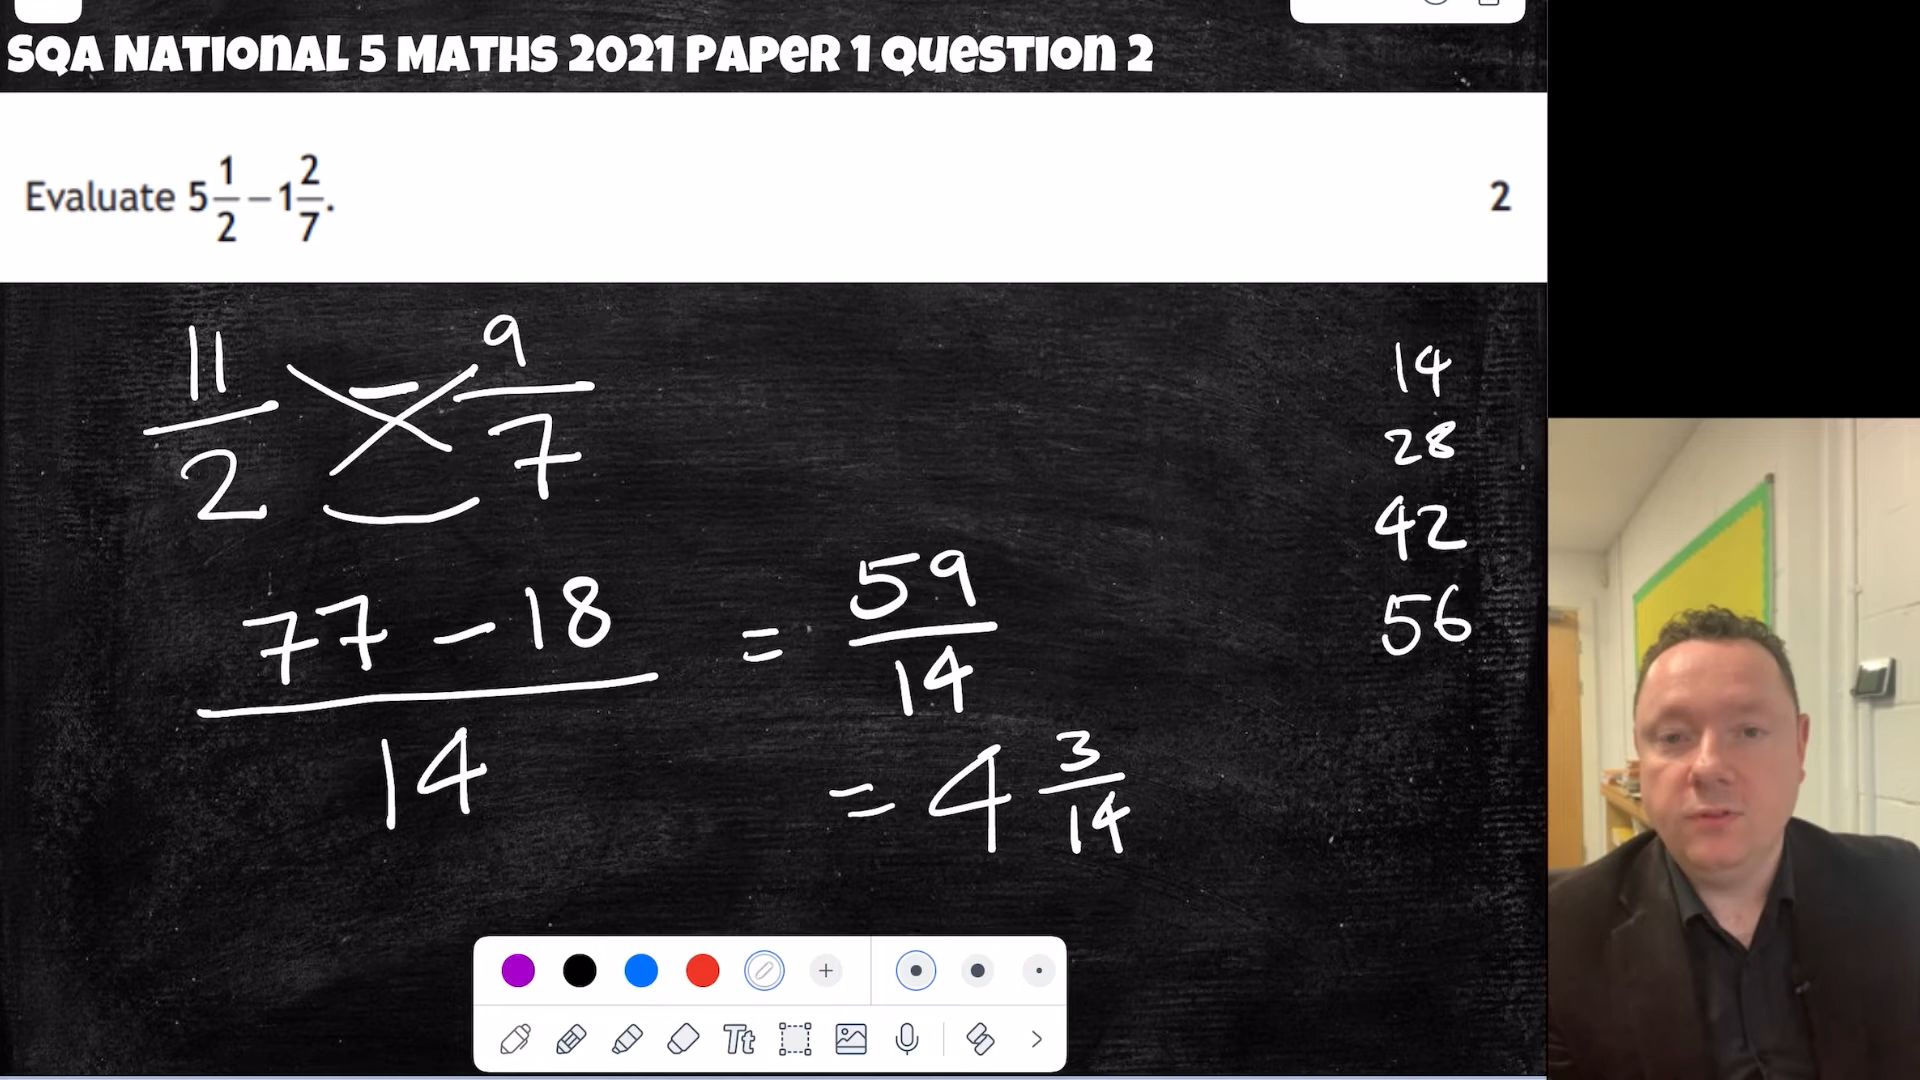 SQA NATIONAL 5 MATHS 2021 PAPER 1 QUESTION 2
Evaluate 5 1/2 − 1 2/7. 2
11/2 − 9/7
77 − 18 / 14 = 59/14
= 4 3/14
14
28
42
56
Tt